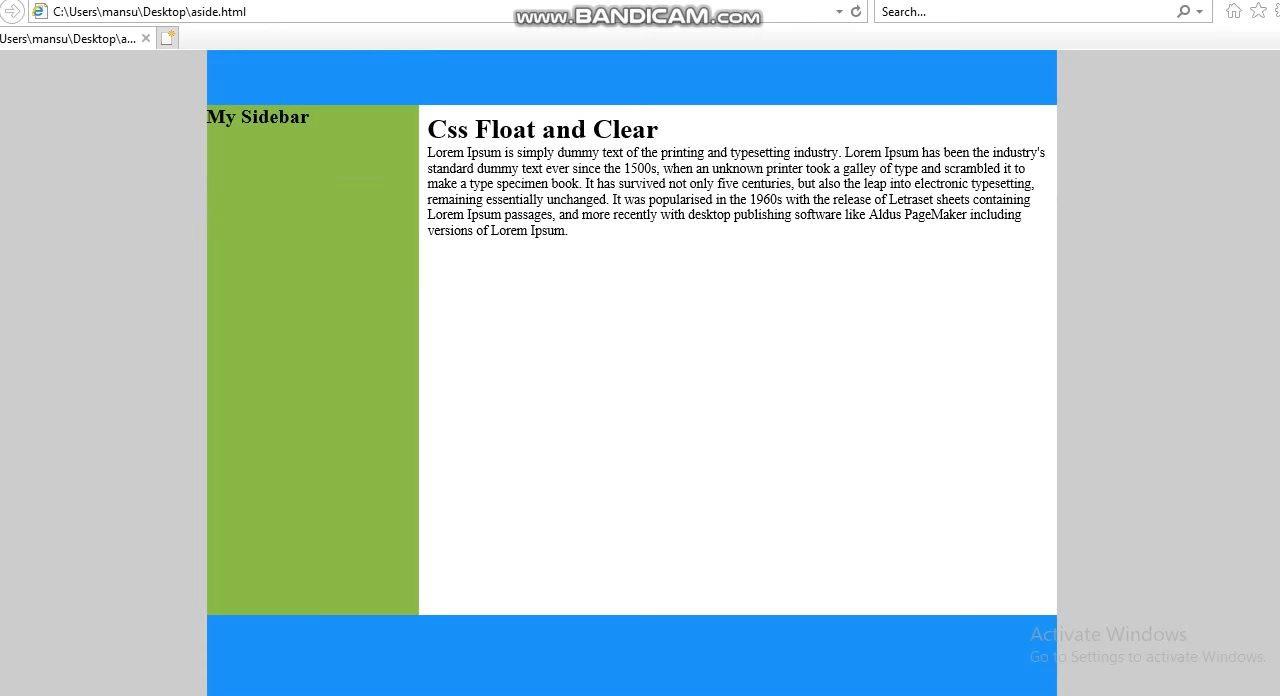 C:\Users\mansu\Desktop\aside.html
www.BANDICAM.com
Search...
Users\mansu\Desktop\a...
My Sidebar
Css Float and Clear
Lorem Ipsum is simply dummy text of the printing and typesetting industry. Lorem Ipsum has been the industry's
standard dummy text ever since the 1500s, when an unknown printer took a galley of type and scrambled it to
make a type specimen book. It has survived not only five centuries, but also the leap into electronic typesetting,
remaining essentially unchanged. It was popularised in the 1960s with the release of Letraset sheets containing
Lorem Ipsum passages, and more recently with desktop publishing software like Aldus PageMaker including
versions of Lorem Ipsum.
Activate Windows
Go to Settings to activate Windows.